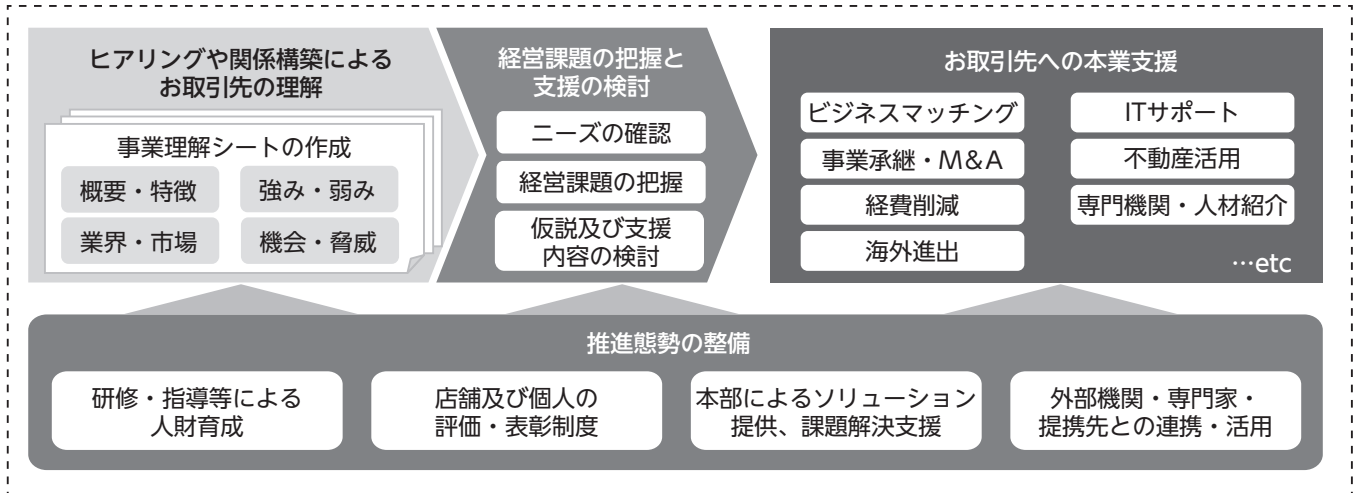 ヒアリングや関係構築による
お取引先の理解
事業理解シートの作成
概要・特徴
強み・弱み
業界・市場
機会・脅威
経営課題の把握と
支援の検討
ニーズの確認
経営課題の把握
仮説及び支援
内容の検討
お取引先への本業支援
ビジネスマッチング
ITサポート
事業承継・M&A
不動産活用
経費削減
専門機関・人材紹介
海外進出
…etc
推進態勢の整備
研修・指導等による
人財育成
店舗及び個人の
評価・表彰制度
本部によるソリューション
提供、課題解決支援
外部機関・専門家・
提携先との連携・活用